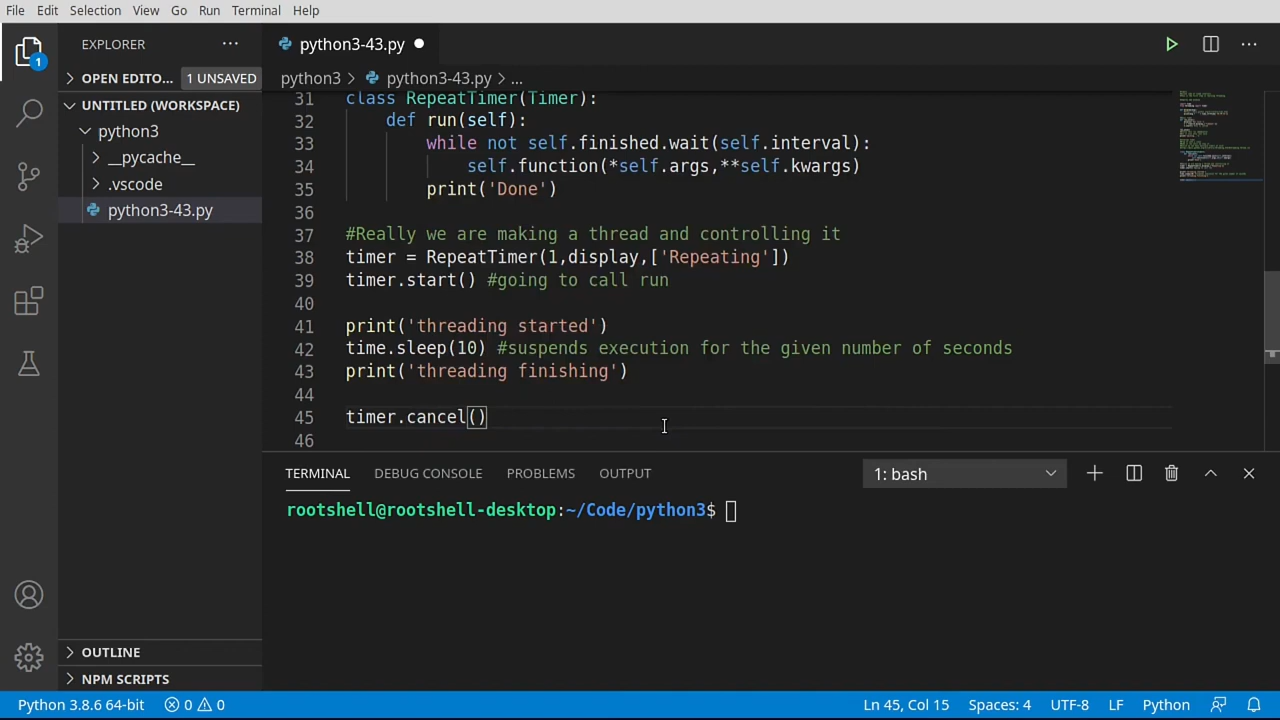 File Edit Selection View Go Run Terminal Help
EXPLORER
python3-43.py
OPEN EDITO... 1 UNSAVED
python3 > python3-43.py > ...
UNTITLED (WORKSPACE)
python3
__pycache__
.vscode
python3-43.py
1
31 class RepeatTimer(Timer):
32 def run(self):
33 while not self.finished.wait(self.interval):
34 self.function(*self.args,**self.kwargs)
35 print('Done')
36
37 #Really we are making a thread and controlling it
38 timer = RepeatTimer(1,display,['Repeating'])
39 timer.start() #going to call run
40
41 print('threading started')
42 time.sleep(10) #suspends execution for the given number of seconds
43 print('threading finishing')
44
45 timer.cancel()
46
TERMINAL DEBUG CONSOLE PROBLEMS OUTPUT 1: bash
rootshell@rootshell-desktop:~/Code/python3$
OUTLINE
NPM SCRIPTS
Python 3.8.6 64-bit 0 0 Ln 45, Col 15 Spaces: 4 UTF-8 LF Python